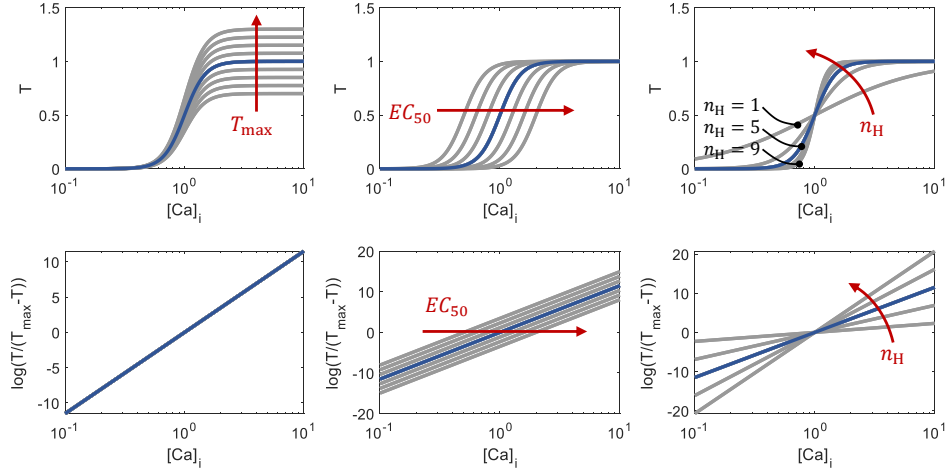 1.5
1
0.5
0
T
T_max
10^-1
10^0
10^1
[Ca]_i
1.5
1
0.5
0
T
EC_50
10^-1
10^0
10^1
[Ca]_i
1.5
1
0.5
0
T
n_H = 1
n_H = 5
n_H = 9
n_H
10^-1
10^0
10^1
[Ca]_i
10
5
0
-5
-10
log(T/(T_max-T))
10^-1
10^0
10^1
[Ca]_i
20
10
0
-10
-20
log(T/(T_max-T))
EC_50
10^-1
10^0
10^1
[Ca]_i
20
10
0
-10
-20
log(T/(T_max-T))
n_H
10^-1
10^0
10^1
[Ca]_i